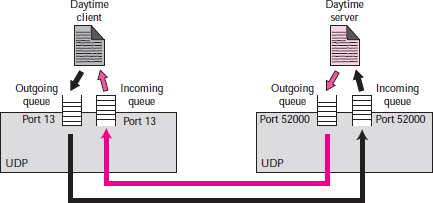 Daytime
client
Daytime
server
Outgoing
queue
Incoming
queue
Outgoing
queue
Incoming
queue
Port 13
Port 13
Port 52000
Port 52000
UDP
UDP